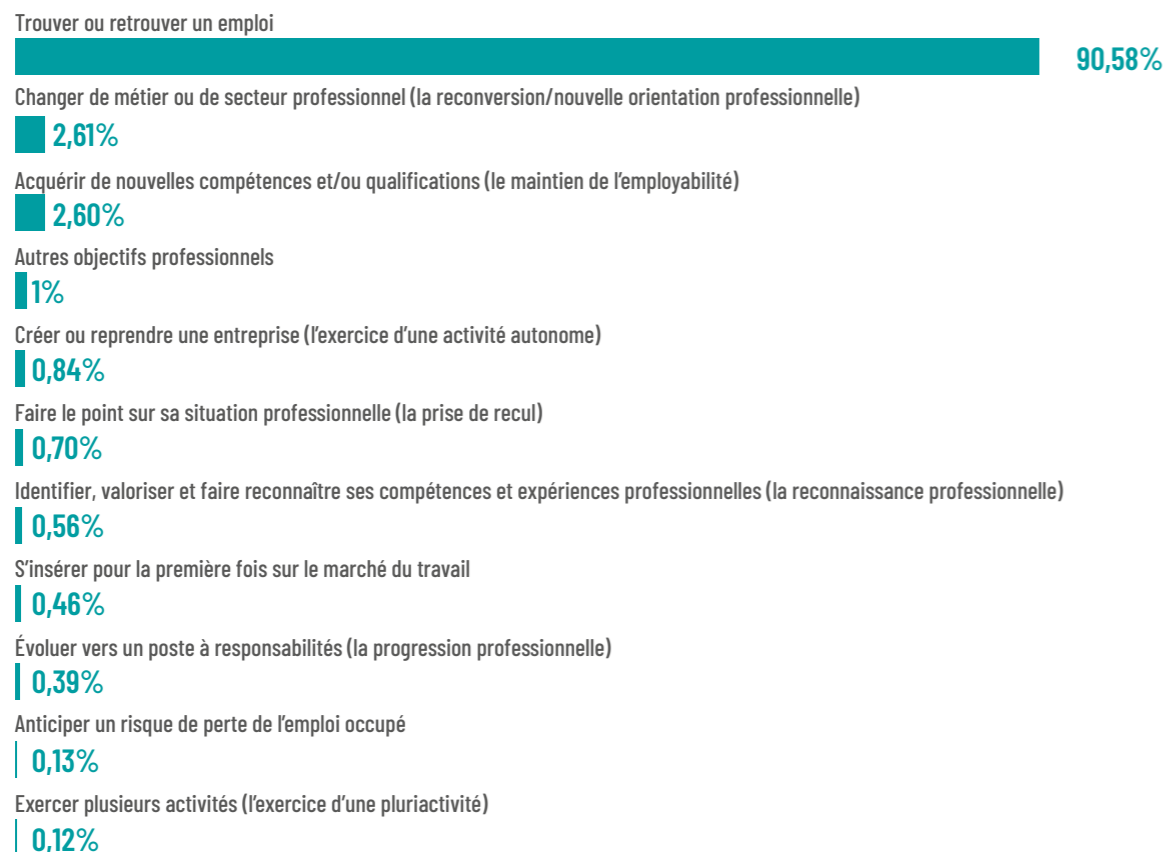 Trouver ou retrouver un emploi
90,58%
Changer de métier ou de secteur professionnel (la reconversion/nouvelle orientation professionnelle)
2,61%
Acquérir de nouvelles compétences et/ou qualifications (le maintien de l'employabilité)
2,60%
Autres objectifs professionnels
1%
Créer ou reprendre une entreprise (l'exercice d'une activité autonome)
0,84%
Faire le point sur sa situation professionnelle (la prise de recul)
0,70%
Identifier, valoriser et faire reconnaître ses compétences et expériences professionnelles (la reconnaissance professionnelle)
0,56%
S'insérer pour la première fois sur le marché du travail
0,46%
Évoluer vers un poste à responsabilités (la progression professionnelle)
0,39%
Anticiper un risque de perte de l'emploi occupé
0,13%
Exercer plusieurs activités (l'exercice d'une pluriactivité)
0,12%